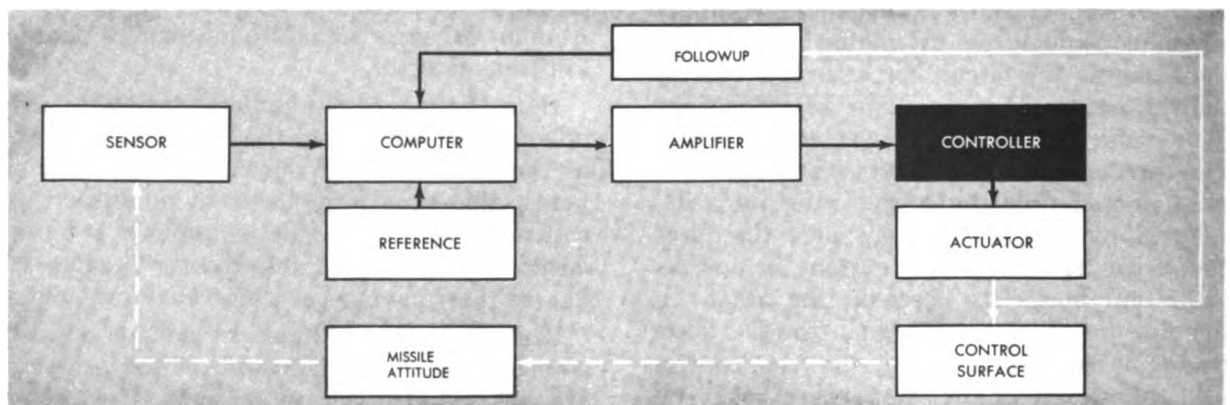 FOLLOWUP
SENSOR
COMPUTER
AMPLIFIER
CONTROLLER
REFERENCE
ACTUATOR
MISSILE
ATTITUDE
CONTROL
SURFACE